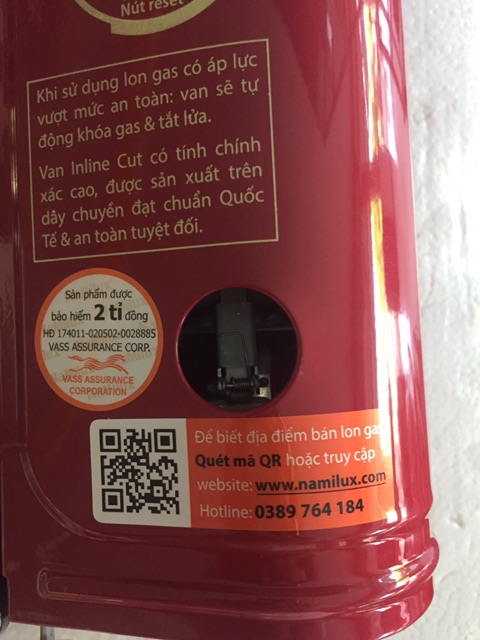 Nút reset
Khi sử dụng lon gas có áp lực
vượt mức an toàn: van sẽ tự
động khóa gas & tắt lửa.
Van Inline Cut có tính chính
xác cao, được sản xuất trên
dây chuyền đạt chuẩn Quốc
Tế & an toàn tuyệt đối.
Sản phẩm được
bảo hiểm 2 tỉ đồng
HĐ 174011-020502-0028885
VASS ASSURANCE CORP.
VASS ASSURANCE
CORPORATION
Để biết địa điểm bán lon gas
Quét mã QR hoặc truy cập
website: www.namilux.com
Hotline: 0389 764 184